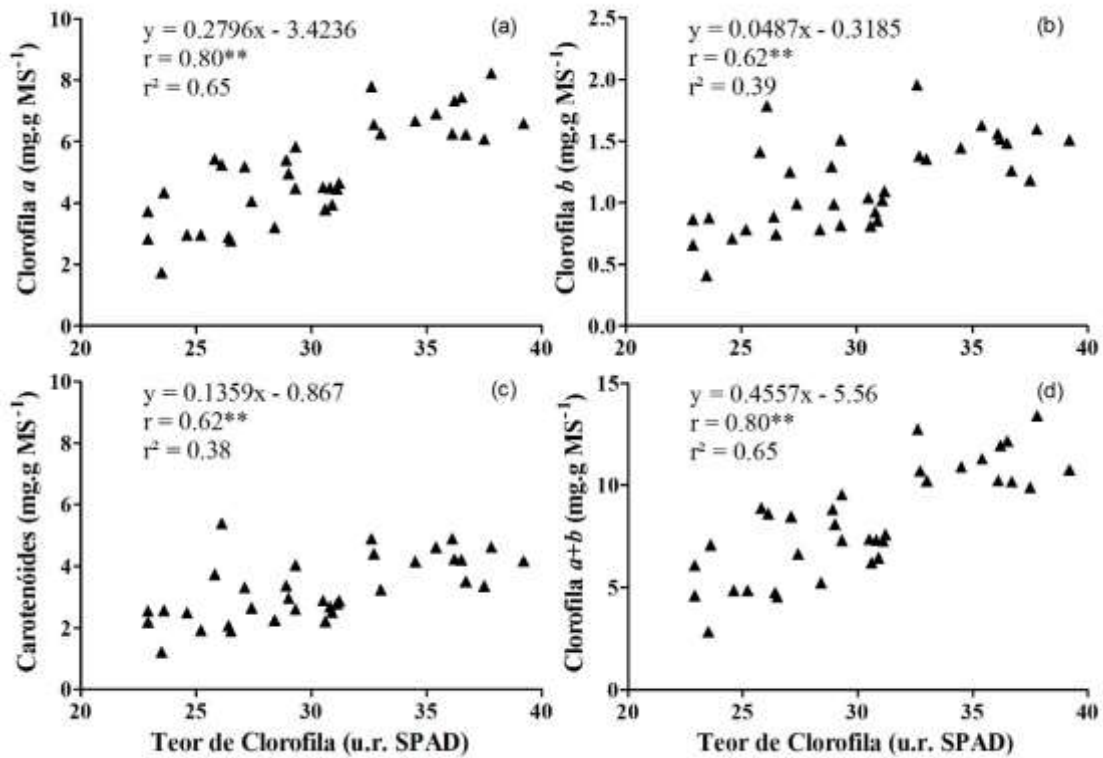 (a)
y = 0.2796x - 3.4236
r = 0.80**
r² = 0.65
Clorofila a (mg.g MS⁻¹)
10
8
6
4
2
0
20 25 30 35 40
(b)
y = 0.0487x - 0.3185
r = 0.62**
r² = 0.39
Clorofila b (mg.g MS⁻¹)
2.5
2.0
1.5
1.0
0.5
0.0
20 25 30 35 40
(c)
y = 0.1359x - 0.867
r = 0.62**
r² = 0.38
Carotenóides (mg.g MS⁻¹)
10
8
6
4
2
0
20 25 30 35 40
Teor de Clorofila (u.r. SPAD)
(d)
y = 0.4557x - 5.56
r = 0.80**
r² = 0.65
Clorofila a+b (mg.g MS⁻¹)
15
10
5
0
20 25 30 35 40
Teor de Clorofila (u.r. SPAD)